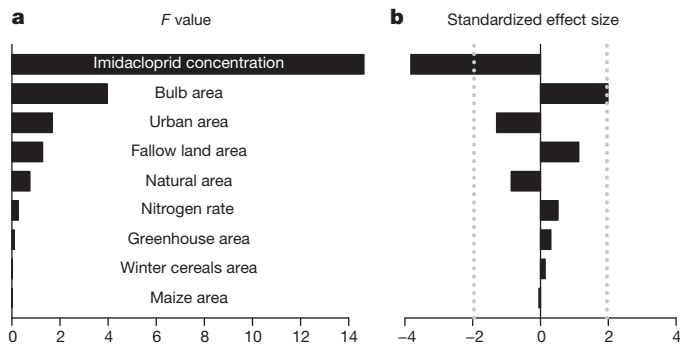 a
F value
b
Standardized effect size
Imidacloprid concentration
Bulb area
Urban area
Fallow land area
Natural area
Nitrogen rate
Greenhouse area
Winter cereals area
Maize area
0 2 4 6 8 10 12 14
−4 −2 0 2 4